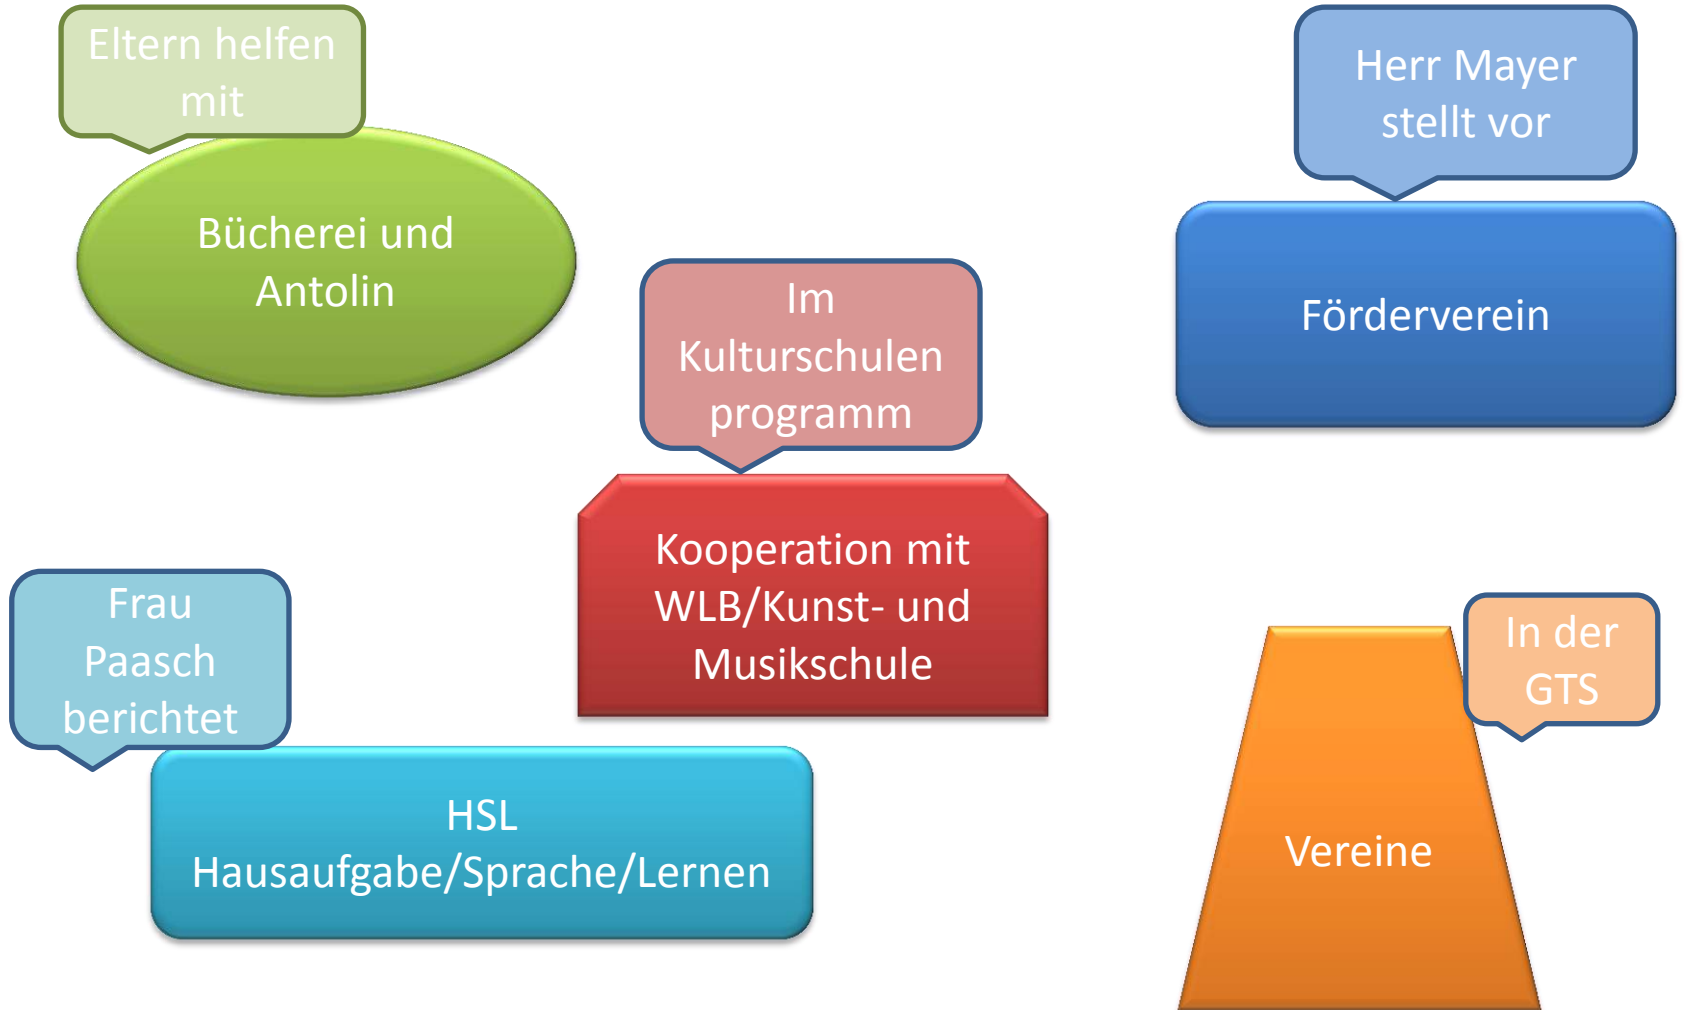 Eltern helfen
mit
Bücherei und
Antolin
Herr Mayer
stellt vor
Förderverein
Im
Kulturschulen
programm
Kooperation mit
WLB/Kunst- und
Musikschule
Frau
Paasch
berichtet
HSL
Hausaufgabe/Sprache/Lernen
In der
GTS
Vereine